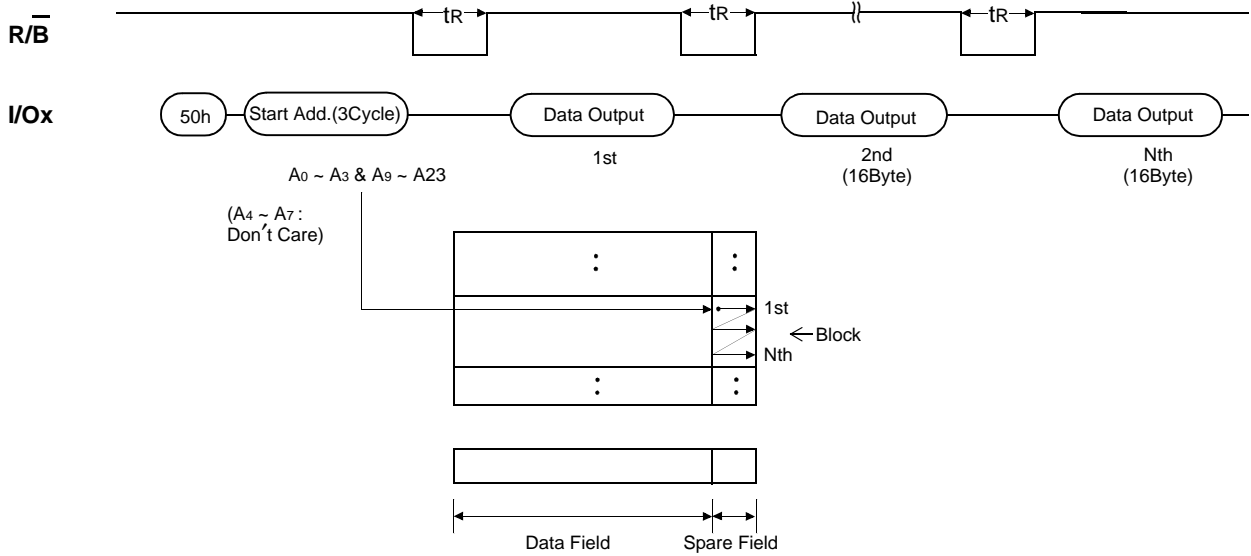 R/B
tR
tR
tR
I/Ox
50h
Start Add.(3Cycle)
Data Output
Data Output
Data Output
1st
2nd
(16Byte)
Nth
(16Byte)
A0 ~ A3 & A9 ~ A23
(A4 ~ A7 :
Don't Care)
1st
Block
Nth
Data Field
Spare Field